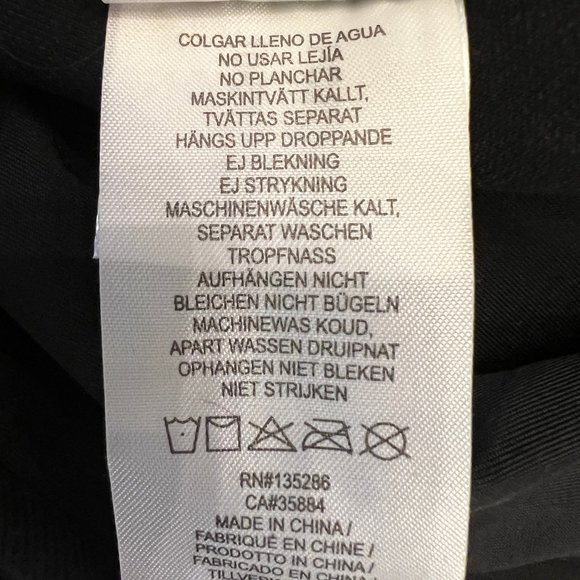 COLGAR LLENO DE AGUA
NO USAR LEJÍA
NO PLANCHAR
MASKINTVÄTT KALLT,
TVÄTTAS SEPARAT
HÄNGS UPP DROPPANDE
EJ BLEKNING
EJ STRYKNING
MASCHINENWÄSCHE KALT,
SEPARAT WASCHEN
TROPFNASS
AUFHÄNGEN NICHT
BLEICHEN NICHT BÜGELN
MACHINEWAS KOUD,
APART WASSEN DRUIPNAT
OPHANGEN NIET BLEKEN
NIET STRIJKEN
RN#135286
CA#35884
MADE IN CHINA /
FABRIQUÉ EN CHINE /
PRODOTTO IN CHINA /
FABRICADO EN CHINA /